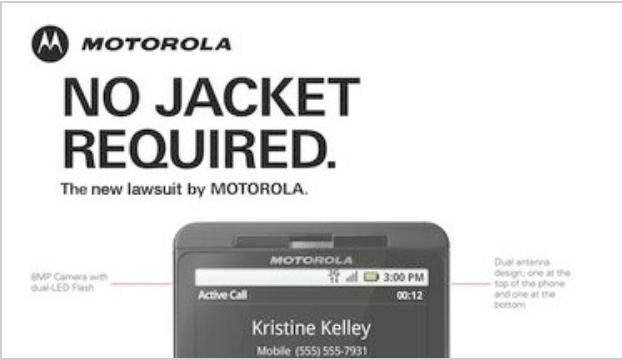 MOTOROLA
NO JACKET
REQUIRED.
The new lawsuit by MOTOROLA.
MOTOROLA
3G
3:00 PM
Active Call
00:12
Kristine Kelley
Mobile (555) 555-7931
8MP Camera with
dual-LED Flash
Dual antenna
design; one at the
top of the phone
and one at the
bottom